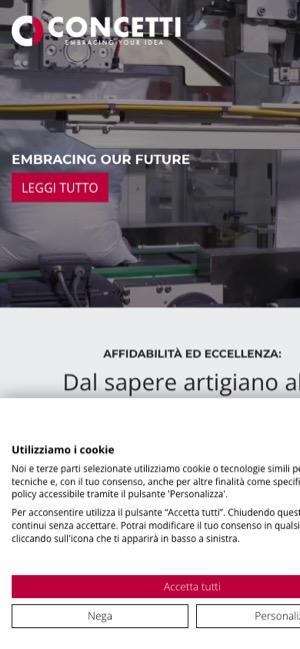 CONCETTI
EMBRACING YOUR IDEA
EMBRACING OUR FUTURE
LEGGI TUTTO
AFFIDABILITÀ ED ECCELLENZA:
Dal sapere artigiano al
Utilizziamo i cookie
Noi e terze parti selezionate utilizziamo cookie o tecnologie simili pe
tecniche e, con il tuo consenso, anche per altre finalità come specifi
policy accessibile tramite il pulsante 'Personalizza'.
Per acconsentire utilizza il pulsante “Accetta tutti”. Chiudendo quest
continui senza accettare. Potrai modificare il tuo consenso in qualsi
cliccando sull'icona che ti apparirà in basso a sinistra.
Accetta tutti
Nega
Personaliz